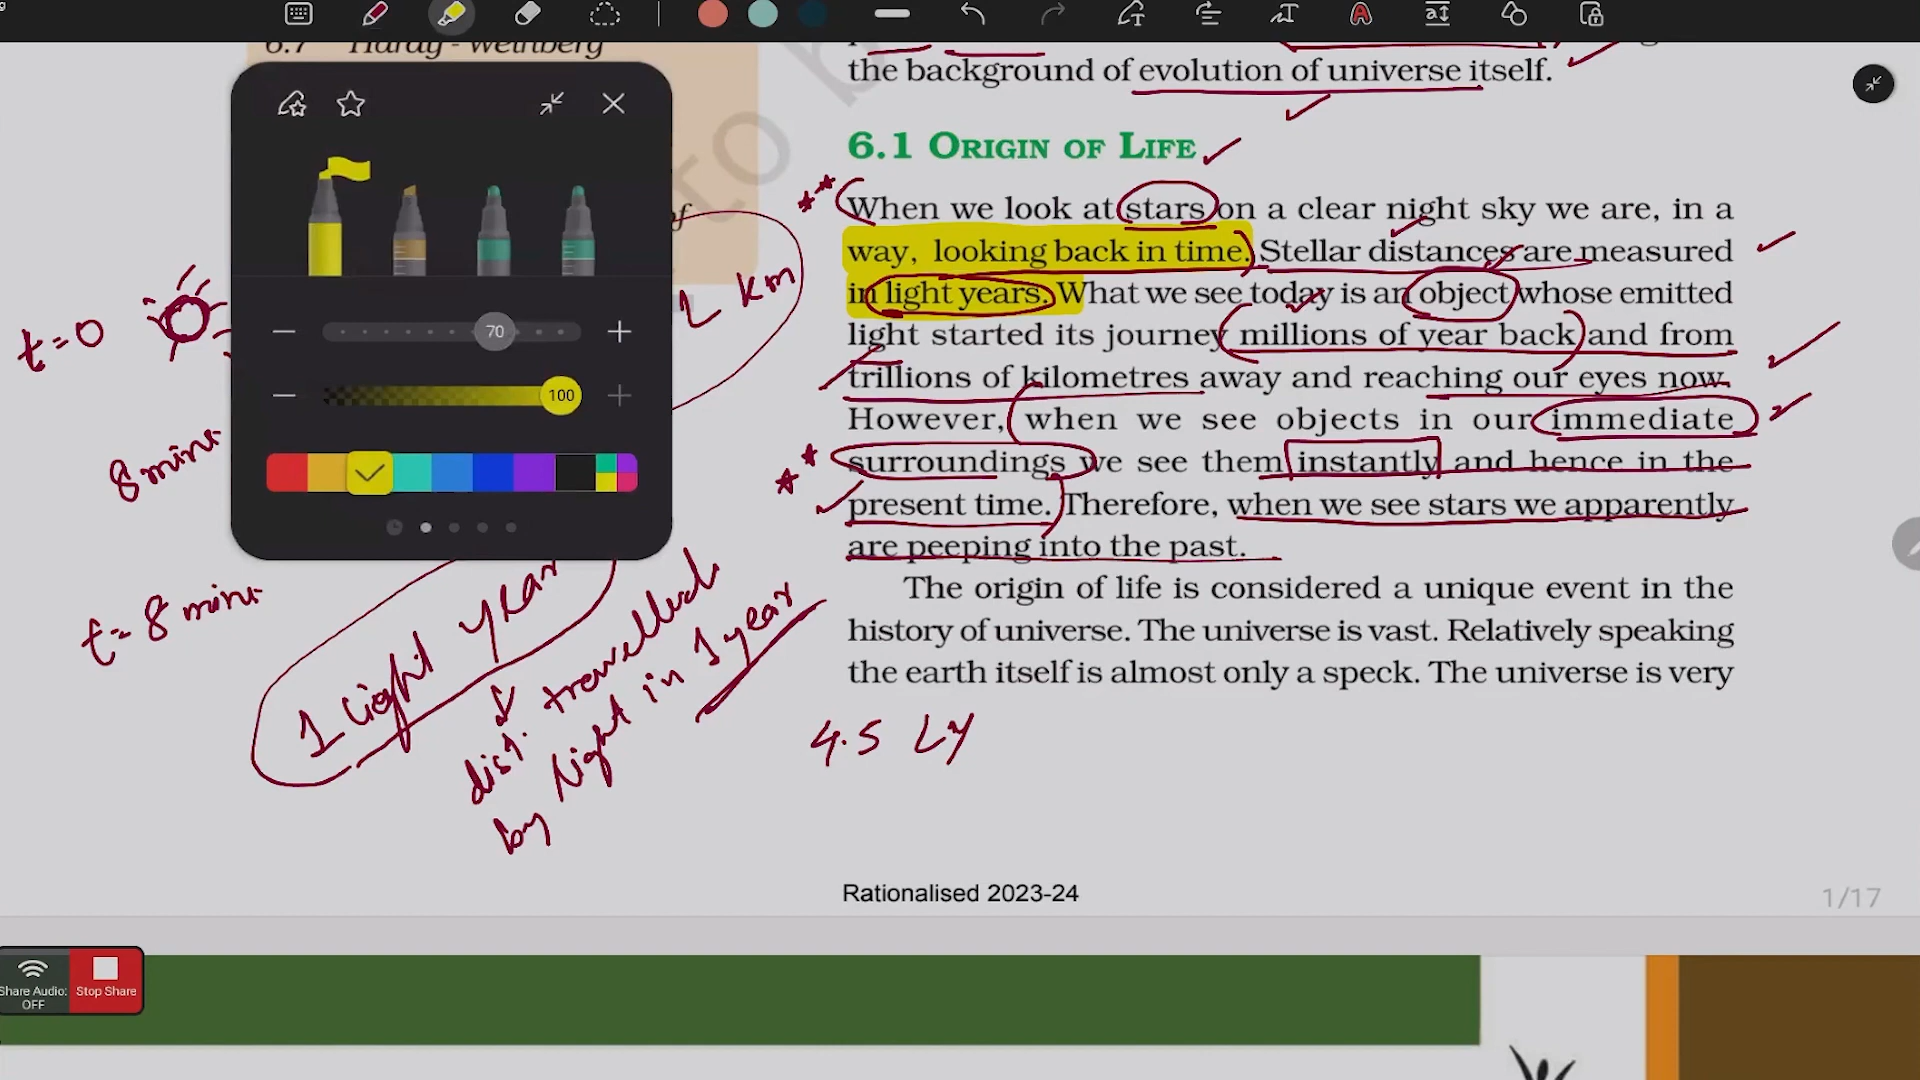 6.7 Hardy - Weinberg
the background of evolution of universe itself.
6.1 ORIGIN OF LIFE
When we look at stars on a clear night sky we are, in a
way, looking back in time. Stellar distances are measured
in light years. What we see today is an object whose emitted
light started its journey millions of year back and from
trillions of kilometres away and reaching our eyes now.
However, when we see objects in our immediate
surroundings we see them instantly and hence in the
present time. Therefore, when we see stars we apparently
are peeping into the past.
The origin of life is considered a unique event in the
history of universe. The universe is vast. Relatively speaking
the earth itself is almost only a speck. The universe is very
70
100
of
km
t=0
8 mins
t= 8 mins
1 light year
dist. travelled
by light in 1 year
4.5 Ly
Rationalised 2023-24
1/17
Share Audio:
OFF
Stop Share